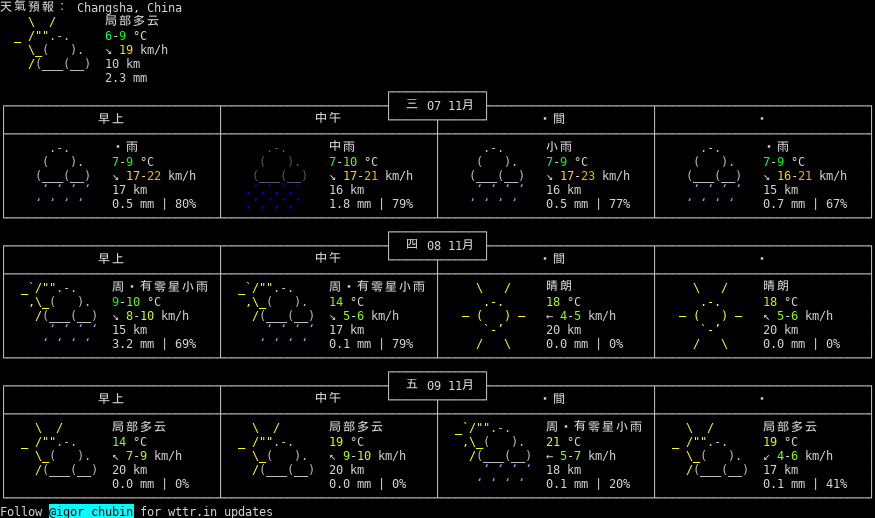 天氣預報： Changsha, China
局部多云
6-9 °C
↘ 19 km/h
10 km
2.3 mm
三 07 11月
早上 中午 ・間 ・
・雨 中雨 小雨 ・雨
7-9 °C 7-10 °C 7-9 °C 7-9 °C
↘ 17-22 km/h ↘ 17-21 km/h ↘ 17-23 km/h ↘ 16-21 km/h
17 km 16 km 16 km 15 km
0.5 mm | 80% 1.8 mm | 79% 0.5 mm | 77% 0.7 mm | 67%
四 08 11月
早上 中午 ・間 ・
周・有零星小雨 周・有零星小雨 晴朗 晴朗
9-10 °C 14 °C 18 °C 18 °C
↘ 8-10 km/h ↘ 5-6 km/h ← 4-5 km/h ↖ 5-6 km/h
15 km 17 km 20 km 20 km
3.2 mm | 69% 0.1 mm | 79% 0.0 mm | 0% 0.0 mm | 0%
五 09 11月
早上 中午 ・間 ・
局部多云 局部多云 周・有零星小雨 局部多云
14 °C 19 °C 21 °C 19 °C
↖ 7-9 km/h ↖ 9-10 km/h ← 5-7 km/h ↙ 4-6 km/h
20 km 20 km 18 km 17 km
0.0 mm | 0% 0.0 mm | 0% 0.1 mm | 20% 0.1 mm | 41%
Follow @igor_chubin for wttr.in updates